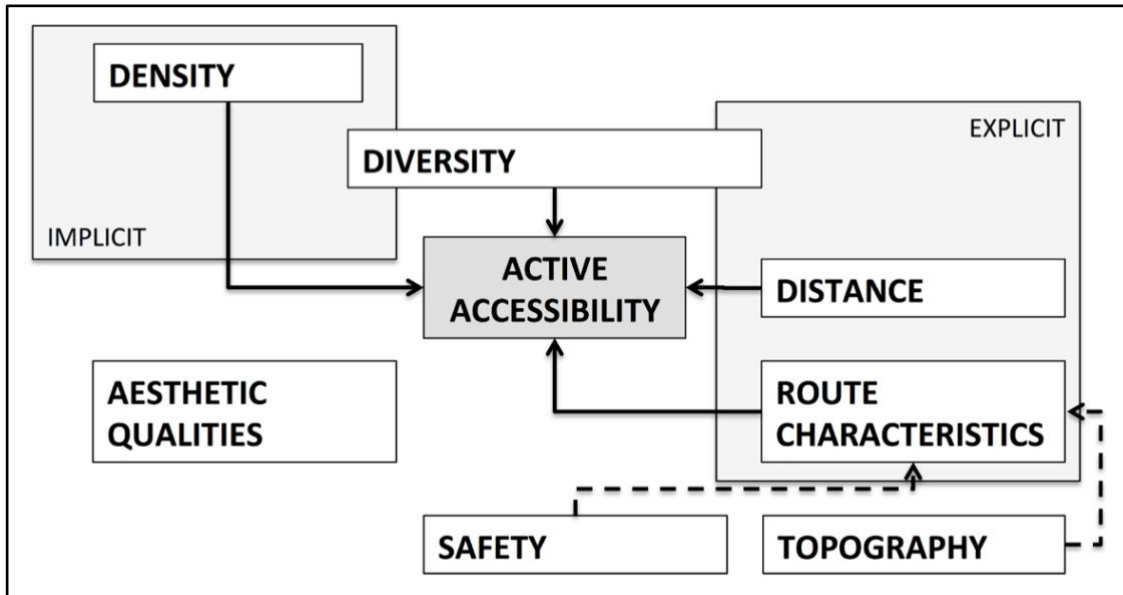 DENSITY
EXPLICIT
DIVERSITY
IMPLICIT
ACTIVE
ACCESSIBILITY
DISTANCE
AESTHETIC
QUALITIES
ROUTE
CHARACTERISTICS
SAFETY
TOPOGRAPHY